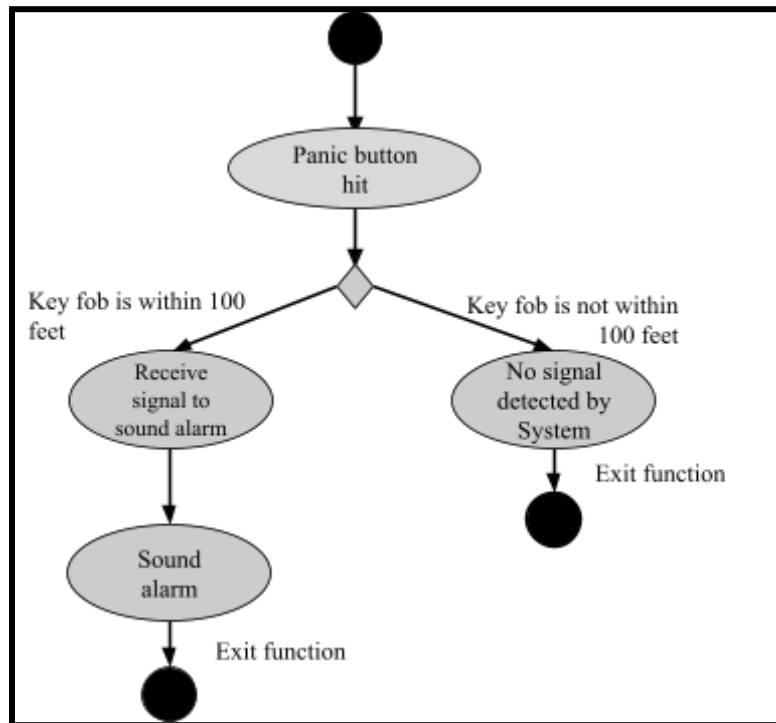 Panic button
hit
Key fob is within 100
feet
Key fob is not within
100 feet
Receive
signal to
sound alarm
No signal
detected by
System
Exit function
Sound
alarm
Exit function